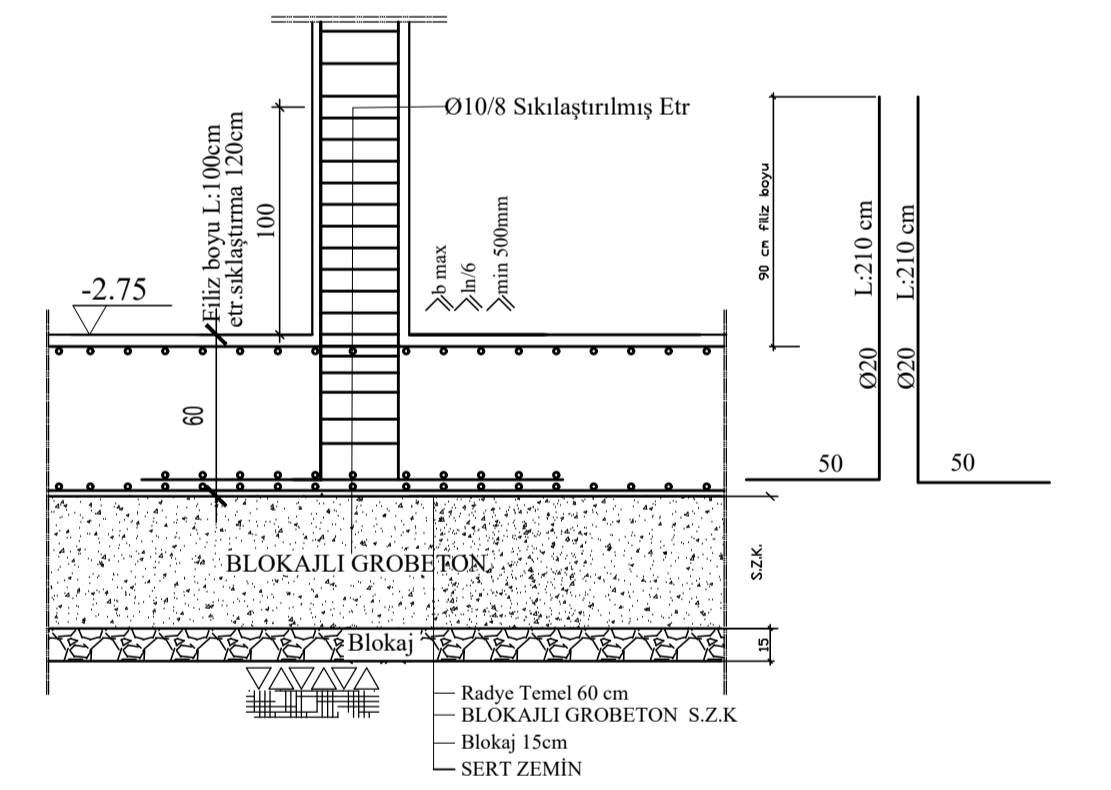 Ø10/8 Sıkılaştırılmış Etr
Filiz boyu L:100cm
etr.sıklaştırma 120cm
100
-2.75
b max
ln/6
min 500mm
90 cm filiz boyu
Ø20 L:210 cm
Ø20 L:210 cm
60
50
50
BLOKAJLI GROBETON
S.Z.K.
Blokaj
15
Radye Temel 60 cm
BLOKAJLI GROBETON S.Z.K
Blokaj 15cm
SERT ZEMİN